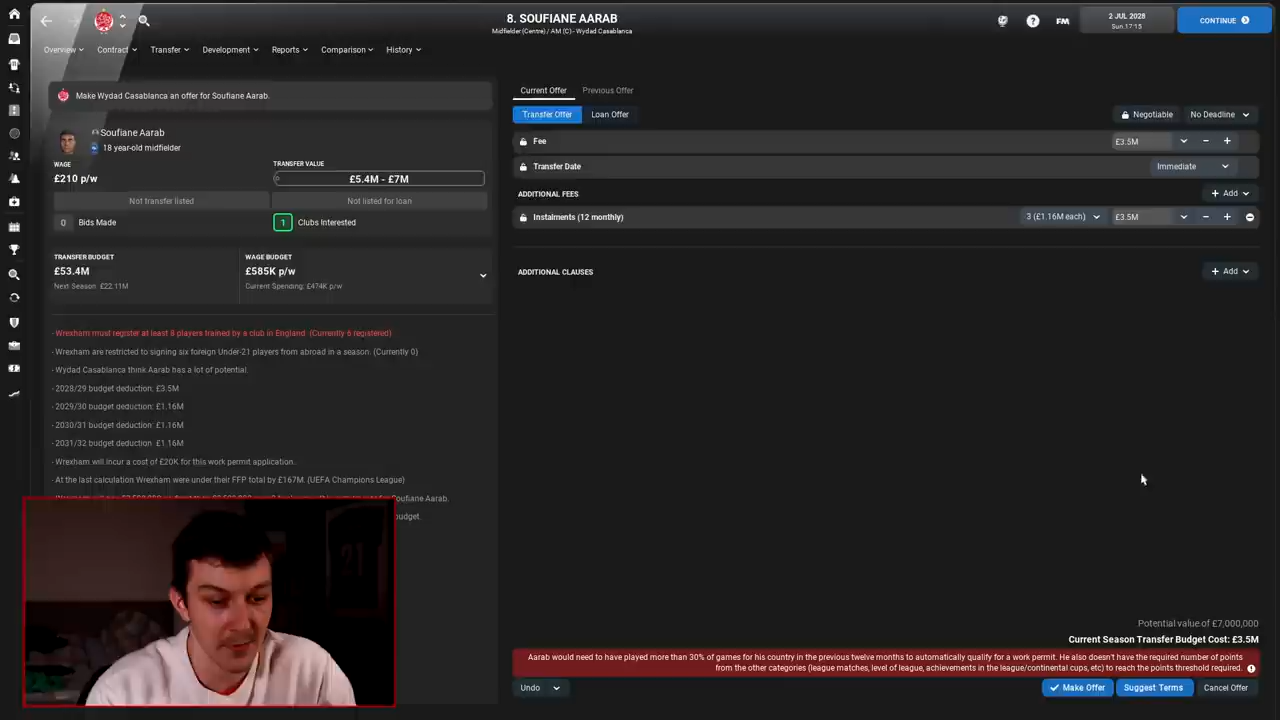 8. SOUFIANE AARAB
Midfielder (Centre) / AM (C) - Wydad Casablanca
2 JUL 2028
Sun 17:15
FM
CONTINUE
Overview
Contract
Transfer
Development
Reports
Comparison
History
Make Wydad Casablanca an offer for Soufiane Aarab.
Soufiane Aarab
18 year-old midfielder
WAGE
TRANSFER VALUE
£210 p/w
£5.4M - £7M
Not transfer listed
Not listed for loan
0 Bids Made
1 Clubs Interested
TRANSFER BUDGET
WAGE BUDGET
£53.4M
£585K p/w
Next Season: £22.11M
Current Spending: £474K p/w
- Wrexham must register at least 8 players trained by a club in England (Currently 6 registered)
- Wrexham are restricted to signing six foreign Under-21 players from abroad in a season. (Currently 0)
- Wydad Casablanca think Aarab has a lot of potential.
- 2028/29 budget deduction: £3.5M
- 2029/30 budget deduction: £1.16M
- 2030/31 budget deduction: £1.16M
- 2031/32 budget deduction: £1.16M
- Wrexham will incur a cost of £20K for this work permit application.
- At the last calculation Wrexham were under their FFP total by £167M. (UEFA Champions League)
Soufiane Aarab.
budget.
Current Offer
Previous Offer
Transfer Offer
Loan Offer
Negotiable
No Deadline
Fee
£3.5M
Transfer Date
Immediate
ADDITIONAL FEES
Add
Instalments (12 monthly)
3 (£1.16M each)
£3.5M
ADDITIONAL CLAUSES
Add
Potential value of £7,000,000
Current Season Transfer Budget Cost: £3.5M
Aarab would need to have played more than 30% of games for his country in the previous twelve months to automatically qualify for a work permit. He also doesn't have the required number of points
from the other categories (league matches, level of league, achievements in the league/continental cups, etc) to reach the points threshold required.
Undo
Make Offer
Suggest Terms
Cancel Offer